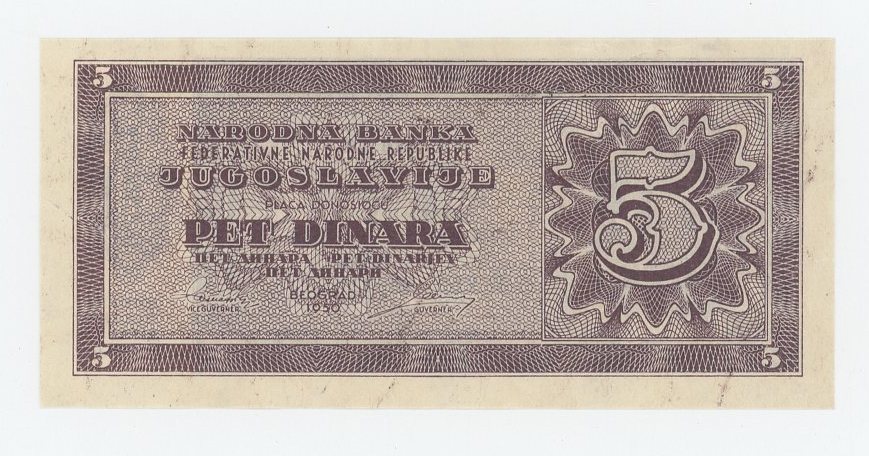 5 5
NARODNA BANKA
FEDERATIVNE NARODNE REPUBLIKE
JUGOSLAVIJE
PLAĆA DONOSIOCU
PET DINARA
ПЕТ ДИНАРА PET DINARJEV
ПЕТ ДИНАРИ
BEOGRAD
1950
VICEGUVERNER GUVERNER
5
5 5